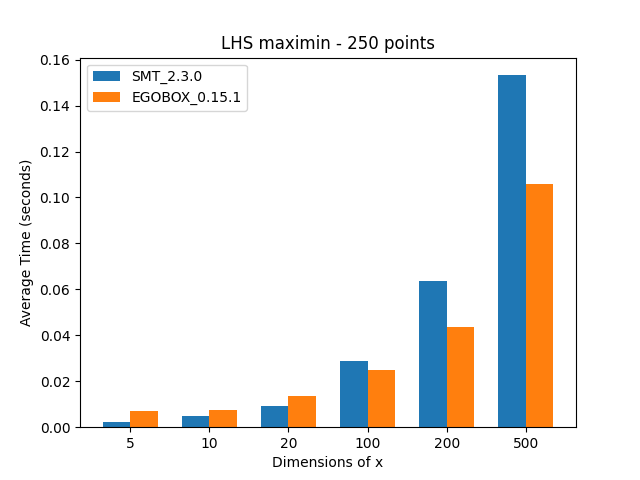 LHS maximin - 250 points
SMT_2.3.0
EGOBOX_0.15.1
Average Time (seconds)
0.16
0.14
0.12
0.10
0.08
0.06
0.04
0.02
0.00
5 10 20 100 200 500
Dimensions of x